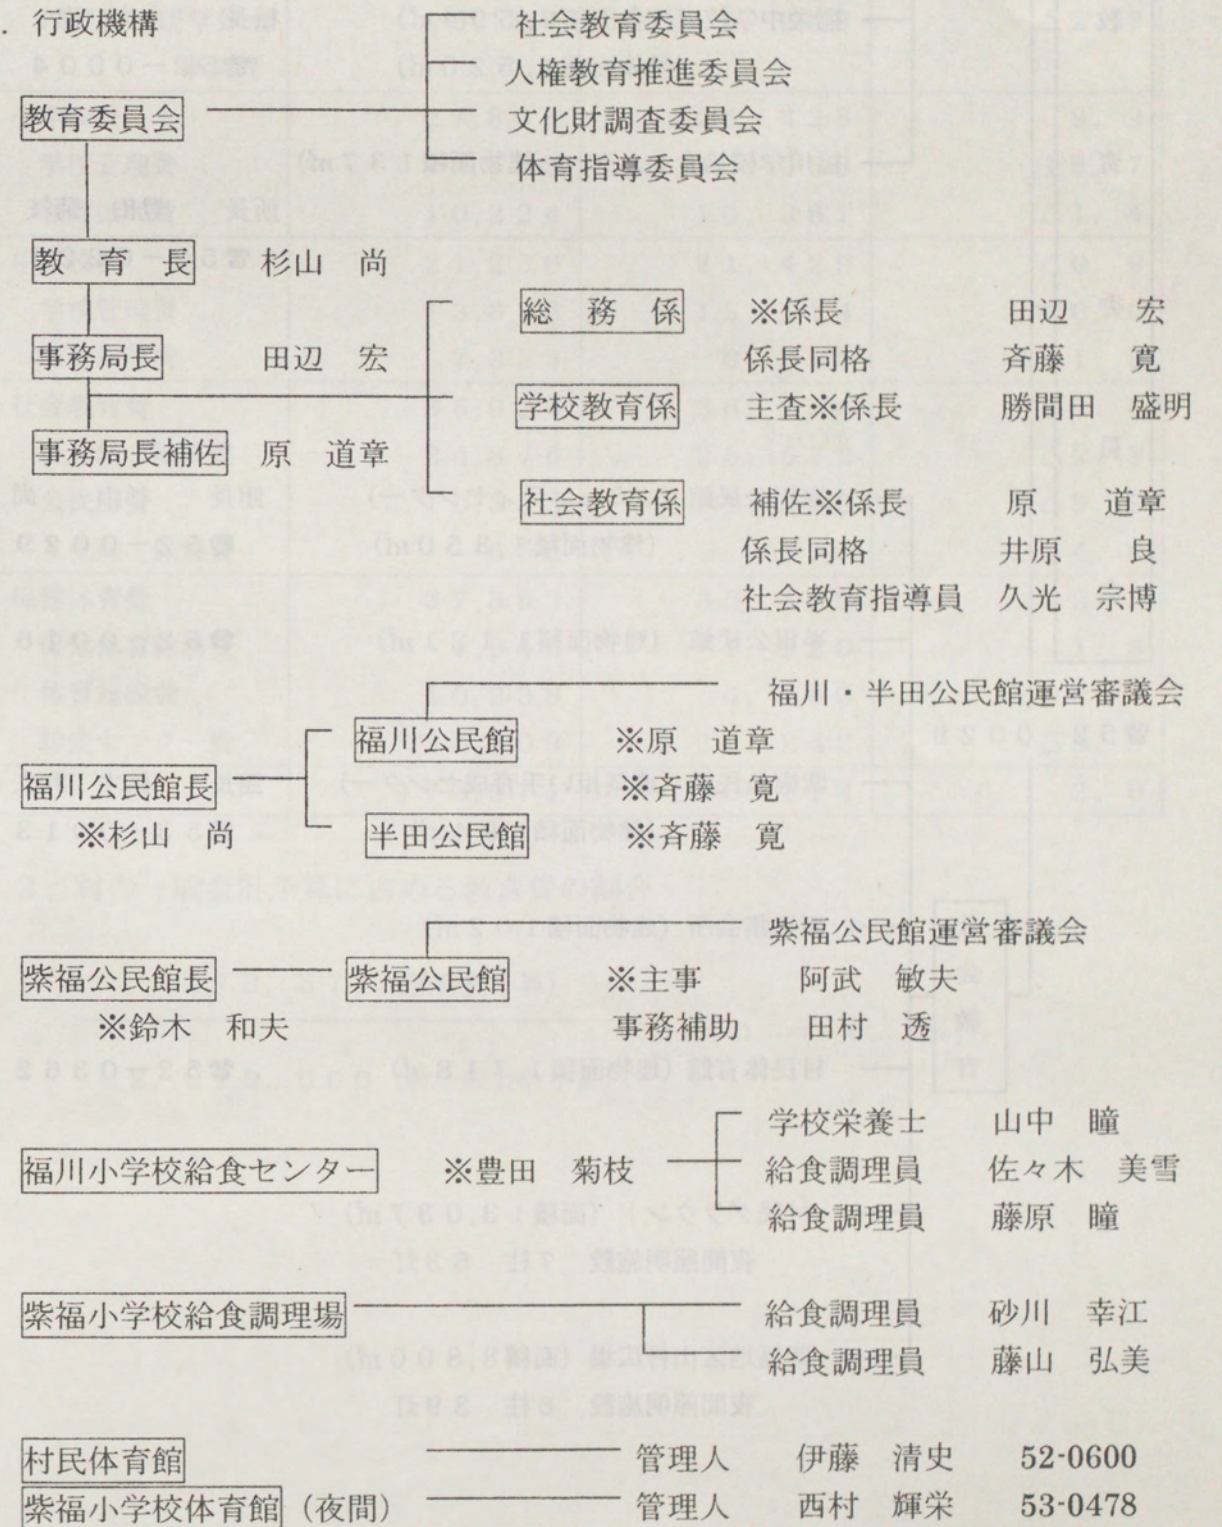 . 行政機構
社会教育委員会
人権教育推進委員会
教育委員会 文化財調査委員会
体育指導委員会
教 育 長 杉山 尚
総 務 係 ※係長 田辺 宏
事務局長 田辺 宏 係長同格 斉藤 寛
学校教育係 主査※係長 勝間田 盛明
事務局長補佐 原 道章
社会教育係 補佐※係長 原 道章
係長同格 井原 良
社会教育指導員 久光 宗博
福川・半田公民館運営審議会
福川公民館 ※原 道章
福川公民館長 ※斉藤 寛
※杉山 尚 半田公民館 ※斉藤 寛
紫福公民館運営審議会
紫福公民館長 紫福公民館 ※主事 阿武 敏夫
※鈴木 和夫 事務補助 田村 透
学校栄養士 山中 瞳
福川小学校給食センター ※豊田 菊枝 給食調理員 佐々木 美雪
給食調理員 藤原 瞳
紫福小学校給食調理場 給食調理員 砂川 幸江
給食調理員 藤山 弘美
村民体育館 管理人 伊藤 清史 52-0600
紫福小学校体育館（夜間） 管理人 西村 輝栄 53-0478